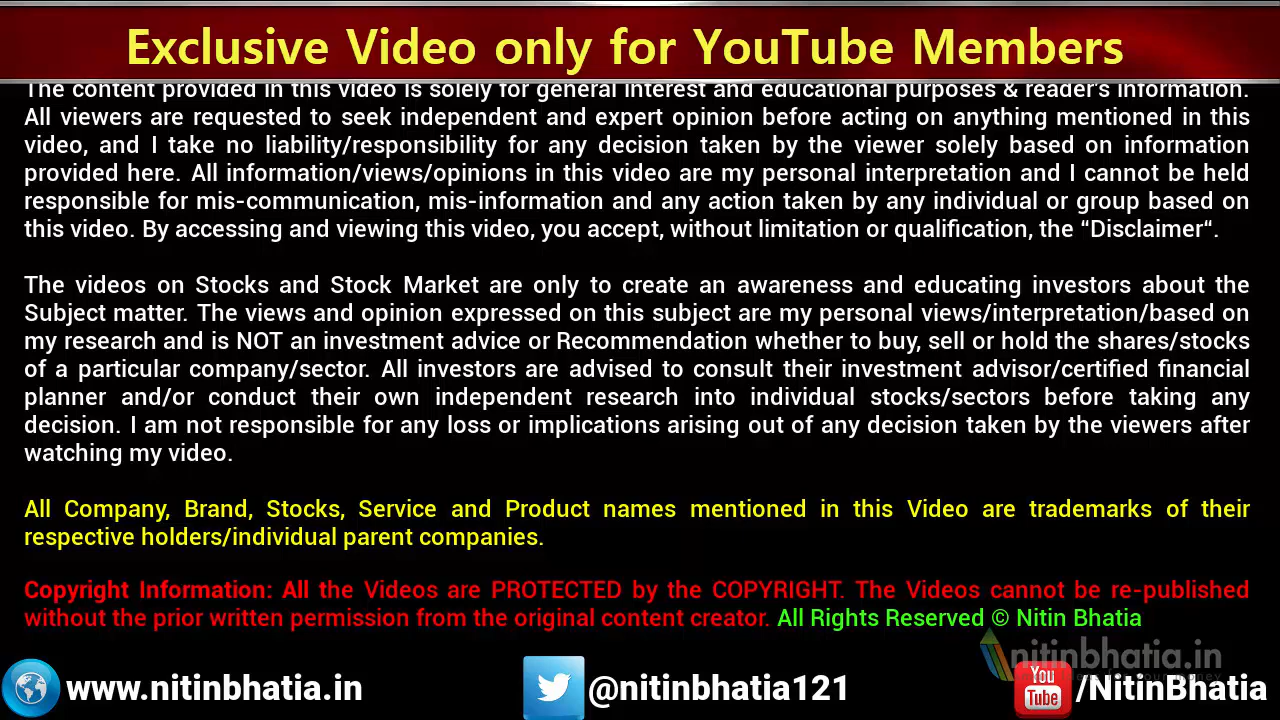 Exclusive Video only for YouTube Members
The content provided in this video is solely for general interest and educational purposes & reader's information.
All viewers are requested to seek independent and expert opinion before acting on anything mentioned in this
video, and I take no liability/responsibility for any decision taken by the viewer solely based on information
provided here. All information/views/opinions in this video are my personal interpretation and I cannot be held
responsible for mis-communication, mis-information and any action taken by any individual or group based on
this video. By accessing and viewing this video, you accept, without limitation or qualification, the “Disclaimer“.
The videos on Stocks and Stock Market are only to create an awareness and educating investors about the
Subject matter. The views and opinion expressed on this subject are my personal views/interpretation/based on
my research and is NOT an investment advice or Recommendation whether to buy, sell or hold the shares/stocks
of a particular company/sector. All investors are advised to consult their investment advisor/certified financial
planner and/or conduct their own independent research into individual stocks/sectors before taking any
decision. I am not responsible for any loss or implications arising out of any decision taken by the viewers after
watching my video.
All Company, Brand, Stocks, Service and Product names mentioned in this Video are trademarks of their
respective holders/individual parent companies.
Copyright Information: All the Videos are PROTECTED by the COPYRIGHT. The Videos cannot be re-published
without the prior written permission from the original content creator. All Rights Reserved © Nitin Bhatia
nitinbhatia.in
www.nitinbhatia.in @nitinbhatia121 You Tube /NitinBhatia